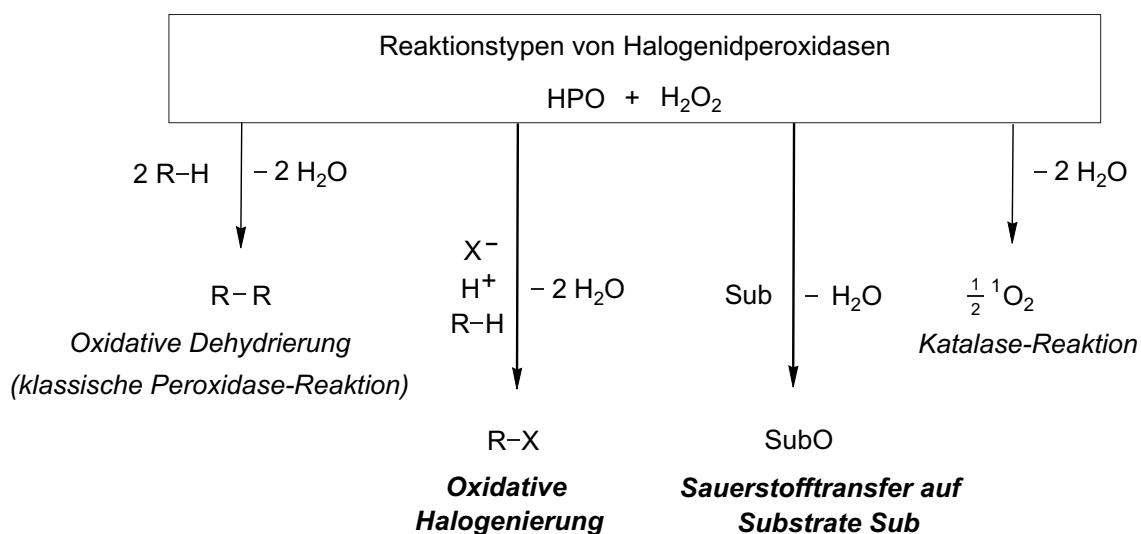 Reaktionstypen von Halogenidperoxidasen
HPO + H₂O₂
2 R–H – 2 H₂O
R–R
Oxidative Dehydrierung
(klassische Peroxidase-Reaktion)
X⁻
H⁺
R–H
– 2 H₂O
R–X
Oxidative
Halogenierung
Sub – H₂O
SubO
Sauerstofftransfer auf
Substrate Sub
– 2 H₂O
½ ¹O₂
Katalase-Reaktion